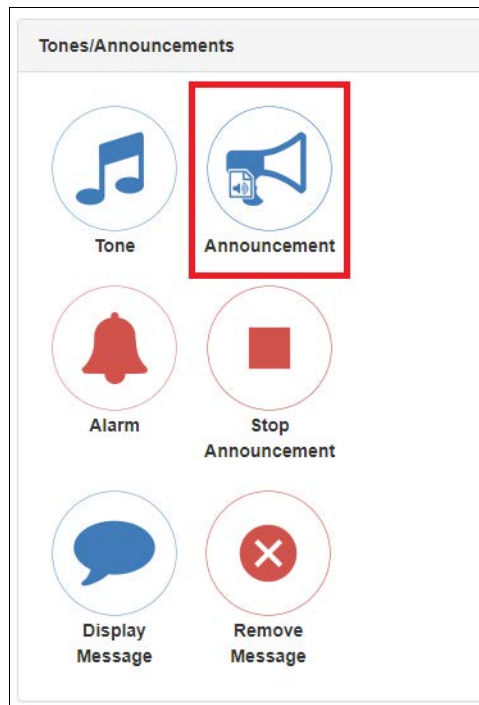 Tones/Announcements
Tone
Announcement
Alarm
Stop
Announcement
Display
Message
Remove
Message